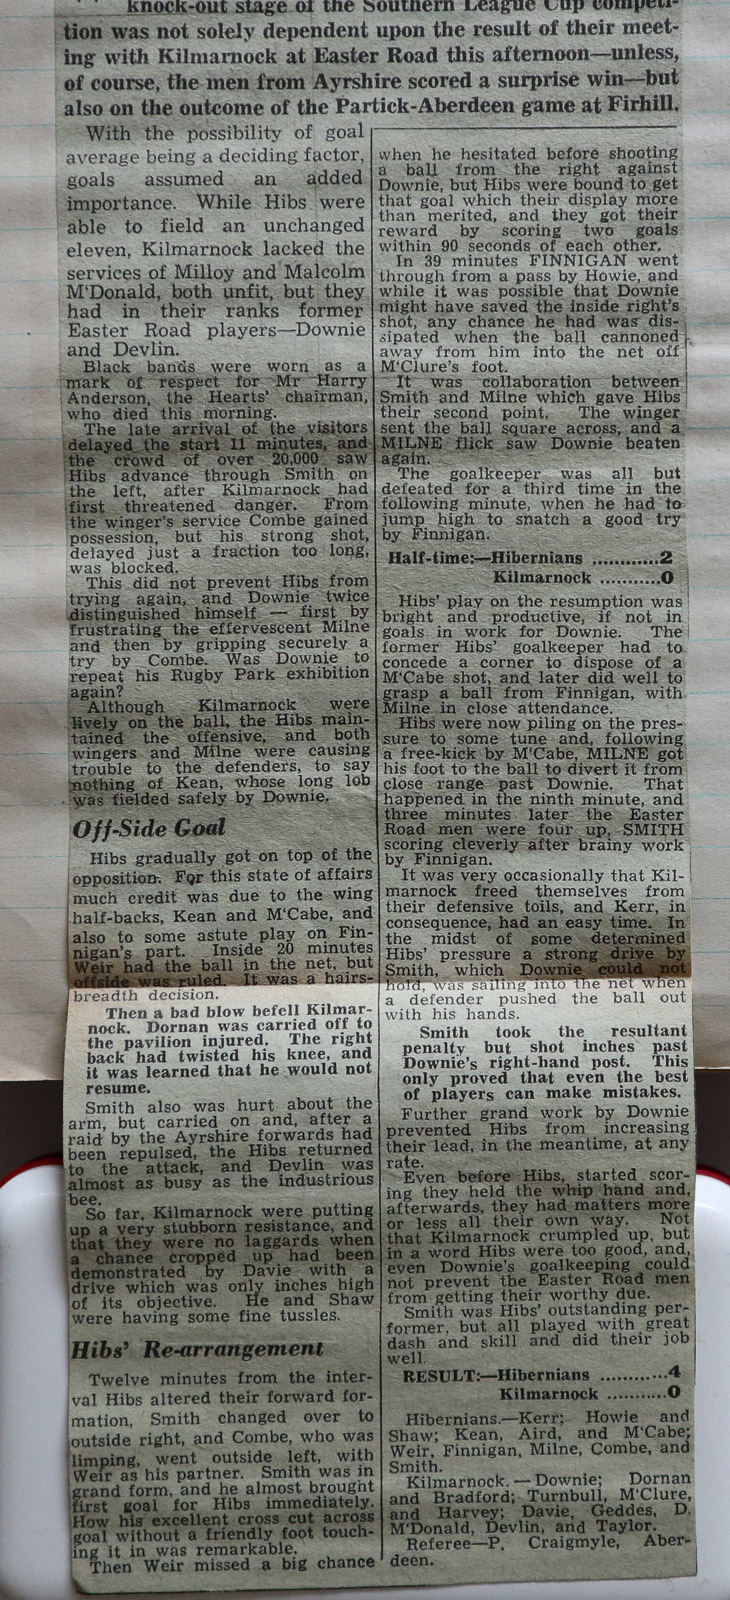 knock-out stage of the Southern League Cup competi-
tion was not solely dependent upon the result of their meet-
ing with Kilmarnock at Easter Road this afternoon—unless,
of course, the men from Ayrshire scored a surprise win—but
also on the outcome of the Partick-Aberdeen game at Firhill.
With the possibility of goal
average being a deciding factor,
goals assumed an added
importance. While Hibs were
able to field an unchanged
eleven, Kilmarnock lacked the
services of Milloy and Malcolm
M'Donald, both unfit, but they
had in their ranks former
Easter Road players—Downie
and Devlin.
Black bands were worn as a
mark of respect for Mr Harry
Anderson, the Hearts' chairman,
who died this morning.
The late arrival of the visitors
delayed the start 11 minutes, and
the crowd of over 20,000 saw
Hibs advance through Smith on
the left, after Kilmarnock had
first threatened danger. From
the winger's service Combe gained
possession, but his strong shot,
delayed just a fraction too long,
was blocked.
This did not prevent Hibs from
trying again, and Downie twice
distinguished himself — first by
frustrating the effervescent Milne
and then by gripping securely a
try by Combe. Was Downie to
repeat his Rugby Park exhibition
again?
Although Kilmarnock were
lively on the ball, the Hibs main-
tained the offensive, and both
wingers and Milne were causing
trouble to the defenders, to say
nothing of Kean, whose long lob
was fielded safely by Downie.
Off-Side Goal
Hibs gradually got on top of the
opposition. For this state of affairs
much credit was due to the wing
half-backs, Kean and M'Cabe, and
also to some astute play on Fin-
nigan's part. Inside 20 minutes
Weir had the ball in the net, but
offside was ruled. It was a hairs-
breadth decision.
Then a bad blow befell Kilmar-
nock. Dornan was carried off to
the pavilion injured. The right
back had twisted his knee, and
it was learned that he would not
resume.
Smith also was hurt about the
arm, but carried on and, after a
raid by the Ayrshire forwards had
been repulsed, the Hibs returned
to the attack, and Devlin was
almost as busy as the industrious
bee.
So far, Kilmarnock were putting
up a very stubborn resistance, and
that they were no laggards when
a chance cropped up had been
demonstrated by Davie with a
drive which was only inches high
of its objective. He and Shaw
were having some fine tussles.
Hibs' Re-arrangement
Twelve minutes from the inter-
val Hibs altered their forward for-
mation, Smith changed over to
outside right, and Combe, who was
limping, went outside left, with
Weir as his partner. Smith was in
grand form, and he almost brought
first goal for Hibs immediately.
How his excellent cross cut across
goal without a friendly foot touch-
ing it in was remarkable.
Then Weir missed a big chance
when he hesitated before shooting
a ball from the right against
Downie, but Hibs were bound to get
that goal which their display more
than merited, and they got their
reward by scoring two goals
within 90 seconds of each other.
In 39 minutes FINNIGAN went
through from a pass by Howie, and
while it was possible that Downie
might have saved the inside right's
shot, any chance he had was dis-
sipated when the ball cannoned
away from him into the net off
M'Clure's foot.
It was collaboration between
Smith and Milne which gave Hibs
their second point. The winger
sent the ball square across, and a
MILNE flick saw Downie beaten
again.
The goalkeeper was all but
defeated for a third time in the
following minute, when he had to
jump high to snatch a good try
by Finnigan.
Half-time:—Hibernians ............2
Kilmarnock ..........0
Hibs' play on the resumption was
bright and productive, if not in
goals in work for Downie. The
former Hibs' goalkeeper had to
concede a corner to dispose of a
M'Cabe shot, and later did well to
grasp a ball from Finnigan, with
Milne in close attendance.
Hibs were now piling on the pres-
sure to some tune and, following
a free-kick by M'Cabe, MILNE got
his foot to the ball to divert it from
close range past Downie. That
happened in the ninth minute, and
three minutes later the Easter
Road men were four up, SMITH
scoring cleverly after brainy work
by Finnigan.
It was very occasionally that Kil-
marnock freed themselves from
their defensive toils, and Kerr, in
consequence, had an easy time. In
the midst of some determined
Hibs' pressure a strong drive by
Smith, which Downie could not
hold, was sailing into the net when
a defender pushed the ball out
with his hands.
Smith took the resultant
penalty but shot inches past
Downie's right-hand post. This
only proved that even the best
of players can make mistakes.
Further grand work by Downie
prevented Hibs from increasing
their lead, in the meantime, at any
rate.
Even before Hibs, started scor-
ing they held the whip hand and,
afterwards, they had matters more
or less all their own way. Not
that Kilmarnock crumpled up, but
in a word Hibs were too good, and,
even Downie's goalkeeping could
not prevent the Easter Road men
from getting their worthy due.
Smith was Hibs' outstanding per-
former, but all played with great
dash and skill and did their job
well.
RESULT:—Hibernians ..........4
Kilmarnock ..........0
Hibernians.—Kerr; Howie and
Shaw; Kean, Aird, and M'Cabe;
Weir, Finnigan, Milne, Combe, and
Smith.
Kilmarnock. — Downie; Dornan
and Bradford; Turnbull, M'Clure,
and Harvey; Davie, Geddes, D.
M'Donald, Devlin, and Taylor.
Referee—P. Craigmyle, Aber-
deen.